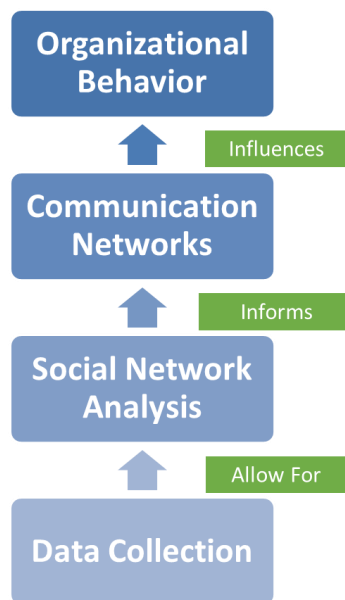 Organizational
Behavior
Influences
Communication
Networks
Informs
Social Network
Analysis
Allow For
Data Collection